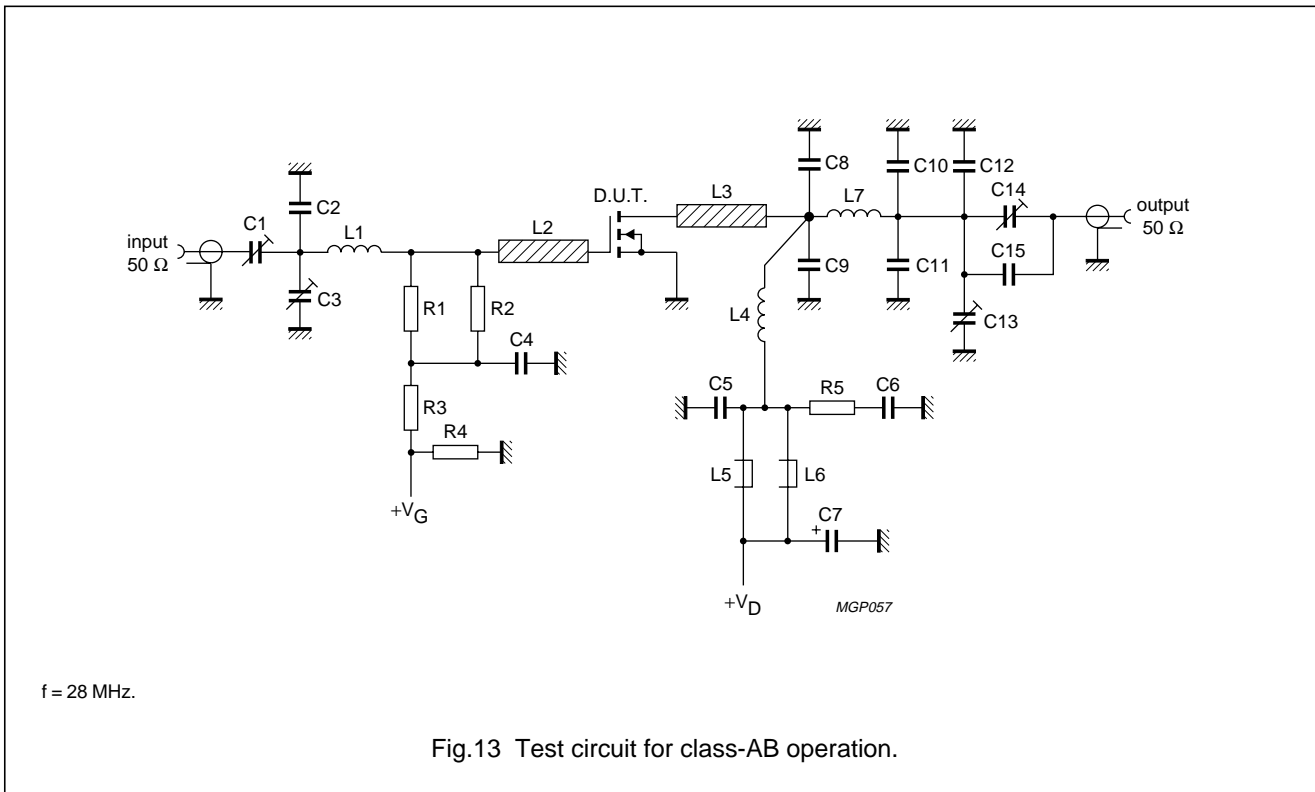 C8
C10
C12
L7
C14
D.U.T.
L3
output
50 Ω
C2
C1
L1
L2
input
50 Ω
C3
C9
C11
C15
L4
C13
R1
R2
C4
C5
R5
C6
R3
R4
L5
L6
+VG
C7
+
+VD
MGP057
f = 28 MHz.
Fig.13 Test circuit for class-AB operation.